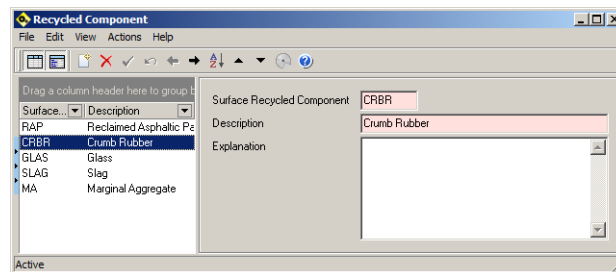 Recycled Component
File Edit View Actions Help
Drag a column header here to group b
Surface... Description
RAP Reclaimed Asphaltic Pa
CRBR Crumb Rubber
GLAS Glass
SLAG Slag
MA Marginal Aggregate
Surface Recycled Component CRBR
Description Crumb Rubber
Explanation
Active